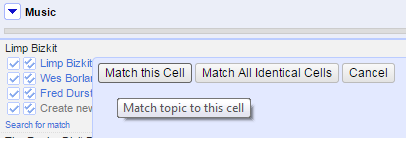 Music
Limp Bizkit
Limp Bizkit
Wes Borlan
Fred Durst
Create new
Search for match
Match this Cell
Match All Identical Cells
Cancel
Match topic to this cell